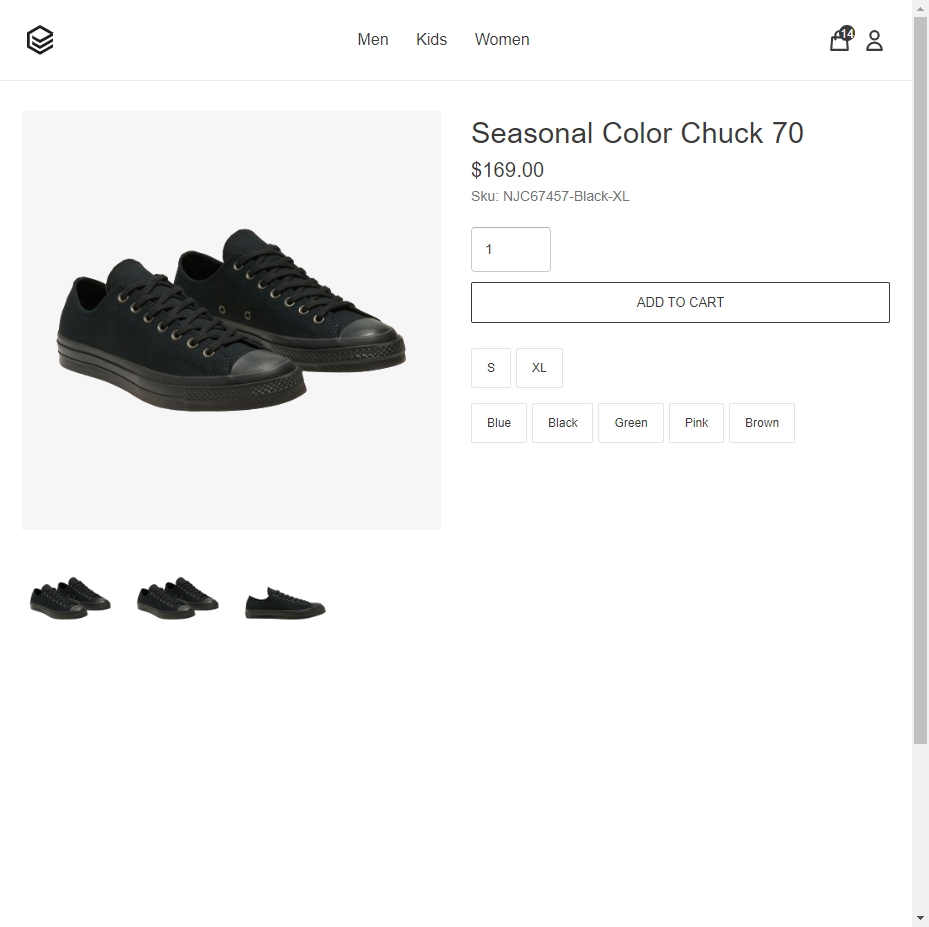 Men Kids Women 14
Seasonal Color Chuck 70
$169.00
Sku: NJC67457-Black-XL
1
ADD TO CART
S XL
Blue Black Green Pink Brown